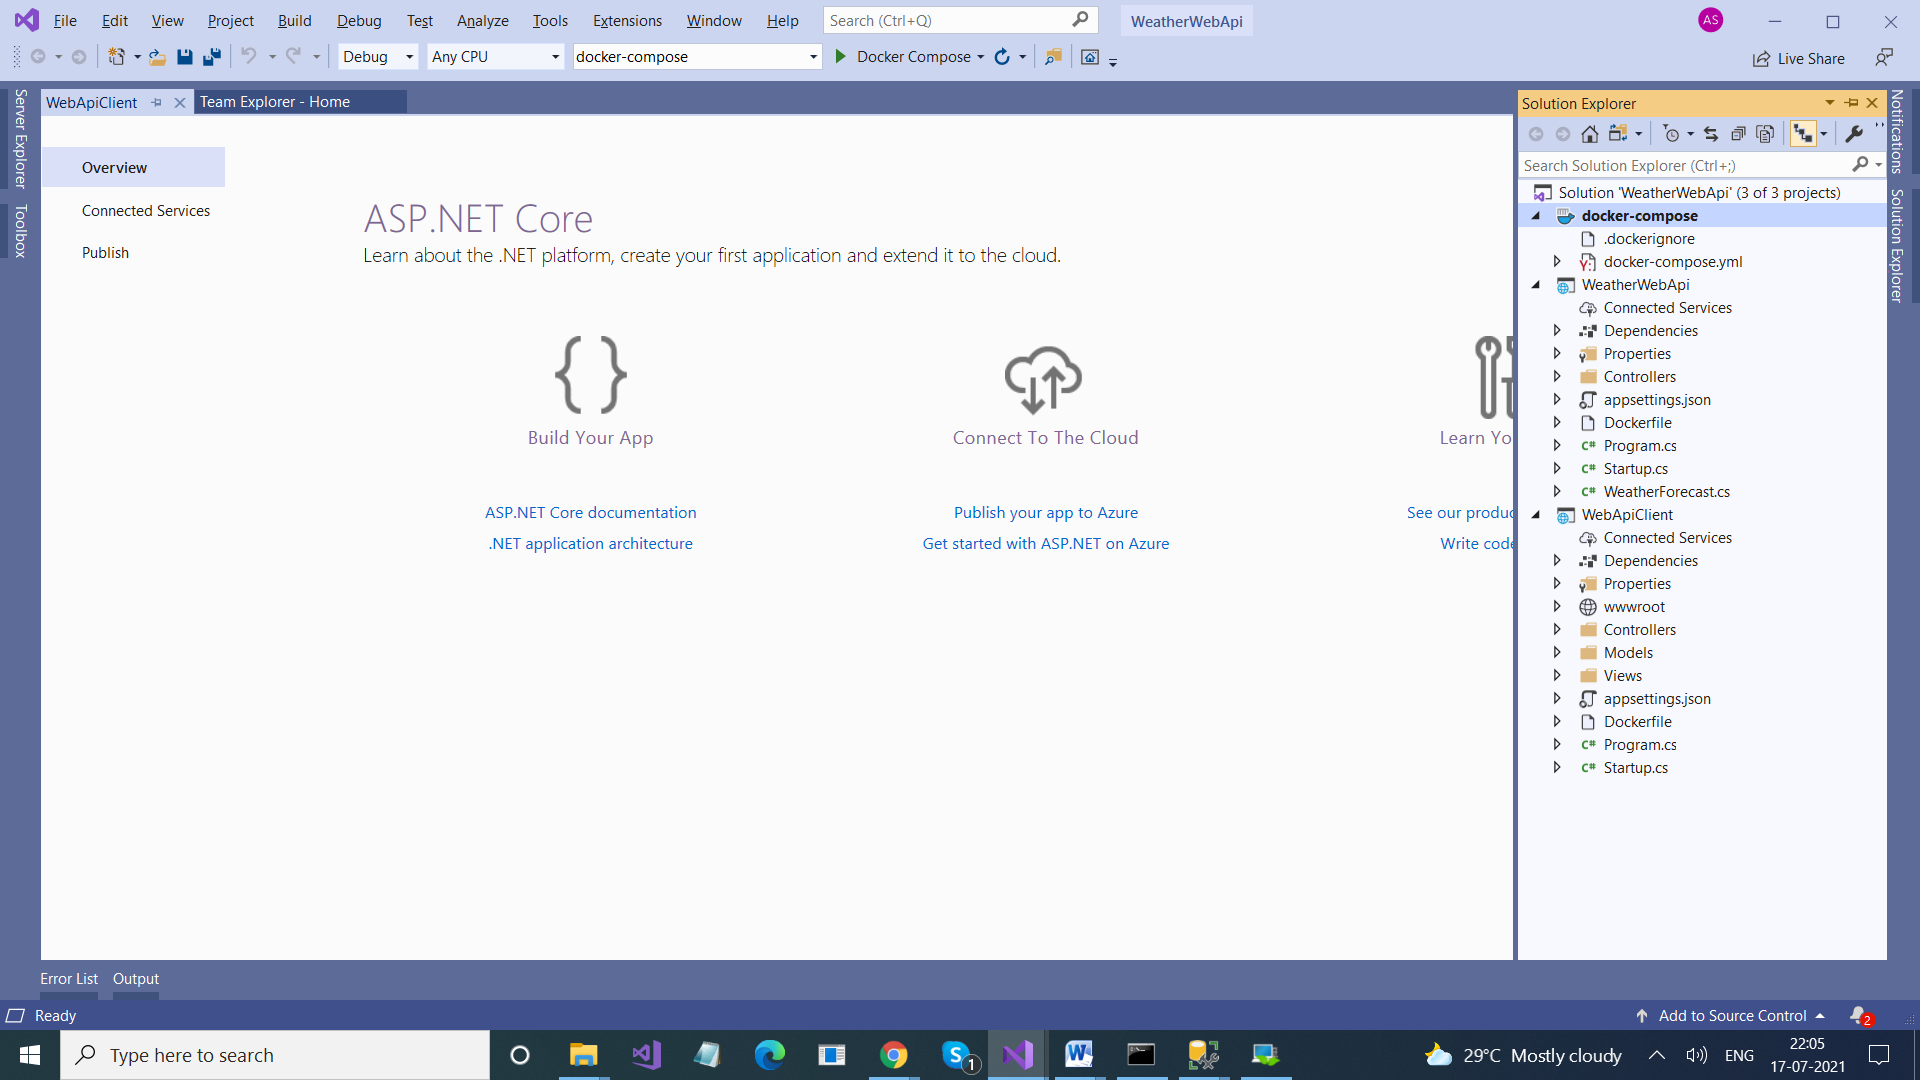 File Edit View Project Build Debug Test Analyze Tools Extensions Window Help Search (Ctrl+Q) WeatherWebApi AS
Debug Any CPU docker-compose Docker Compose Live Share
Server Explorer
Toolbox
WebApiClient Team Explorer - Home
Overview
Connected Services
Publish
ASP.NET Core
Learn about the .NET platform, create your first application and extend it to the cloud.
Build Your App
ASP.NET Core documentation
.NET application architecture
Connect To The Cloud
Publish your app to Azure
Get started with ASP.NET on Azure
Learn Yo
See our produc
Write code
Solution Explorer
Search Solution Explorer (Ctrl+;)
Solution 'WeatherWebApi' (3 of 3 projects)
docker-compose
.dockerignore
docker-compose.yml
WeatherWebApi
Connected Services
Dependencies
Properties
Controllers
appsettings.json
Dockerfile
C# Program.cs
C# Startup.cs
C# WeatherForecast.cs
WebApiClient
Connected Services
Dependencies
Properties
wwwroot
Controllers
Models
Views
appsettings.json
Dockerfile
C# Program.cs
C# Startup.cs
Notifications
Solution Explorer
Error List Output
Ready Add to Source Control 2
Type here to search 1 29°C Mostly cloudy ENG 22:05
17-07-2021